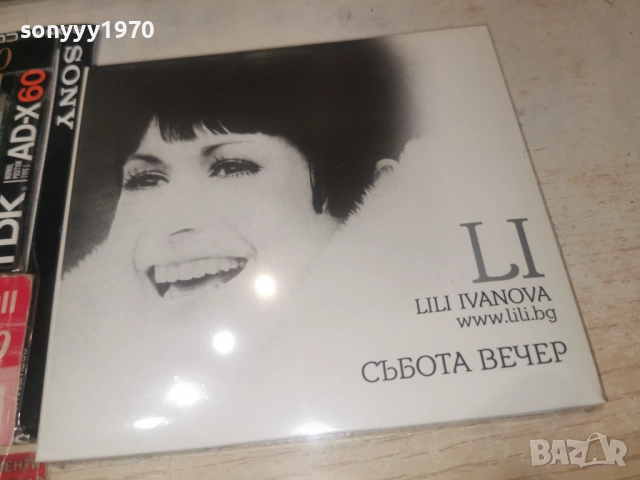 sonyyy1970
SONY
TDK
AD-X60
LI
LILI IVANOVA
www.lili.bg
СЪБОТА ВЕЧЕР
BAZAR